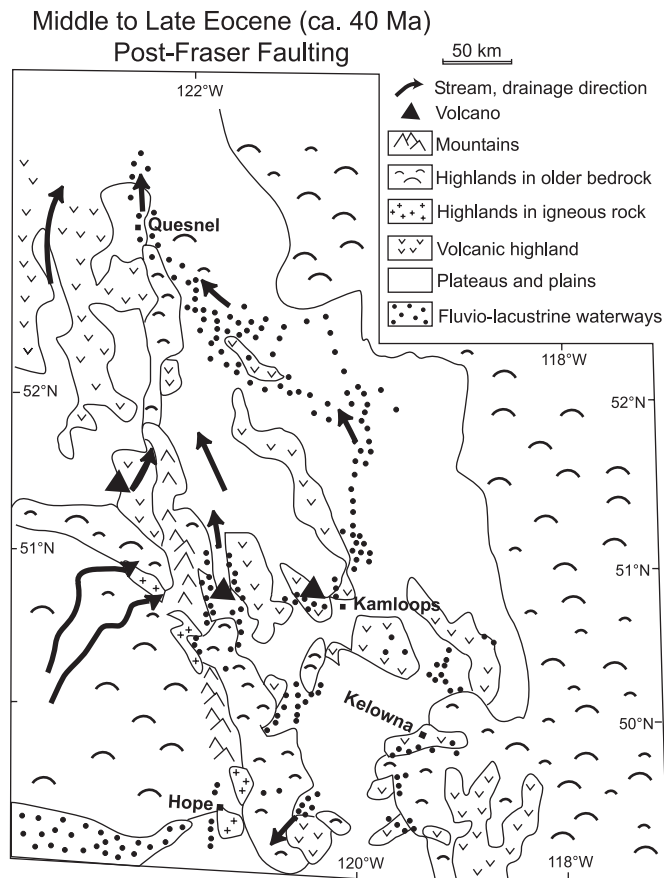 Middle to Late Eocene (ca. 40 Ma)
Post-Fraser Faulting
50 km
122°W
Stream, drainage direction
Volcano
Mountains
Highlands in older bedrock
Highlands in igneous rock
Volcanic highland
Plateaus and plains
Fluvio-lacustrine waterways
Quesnel
118°W
52°N
52°N
51°N
51°N
Kamloops
Kelowna
50°N
Hope
120°W
118°W